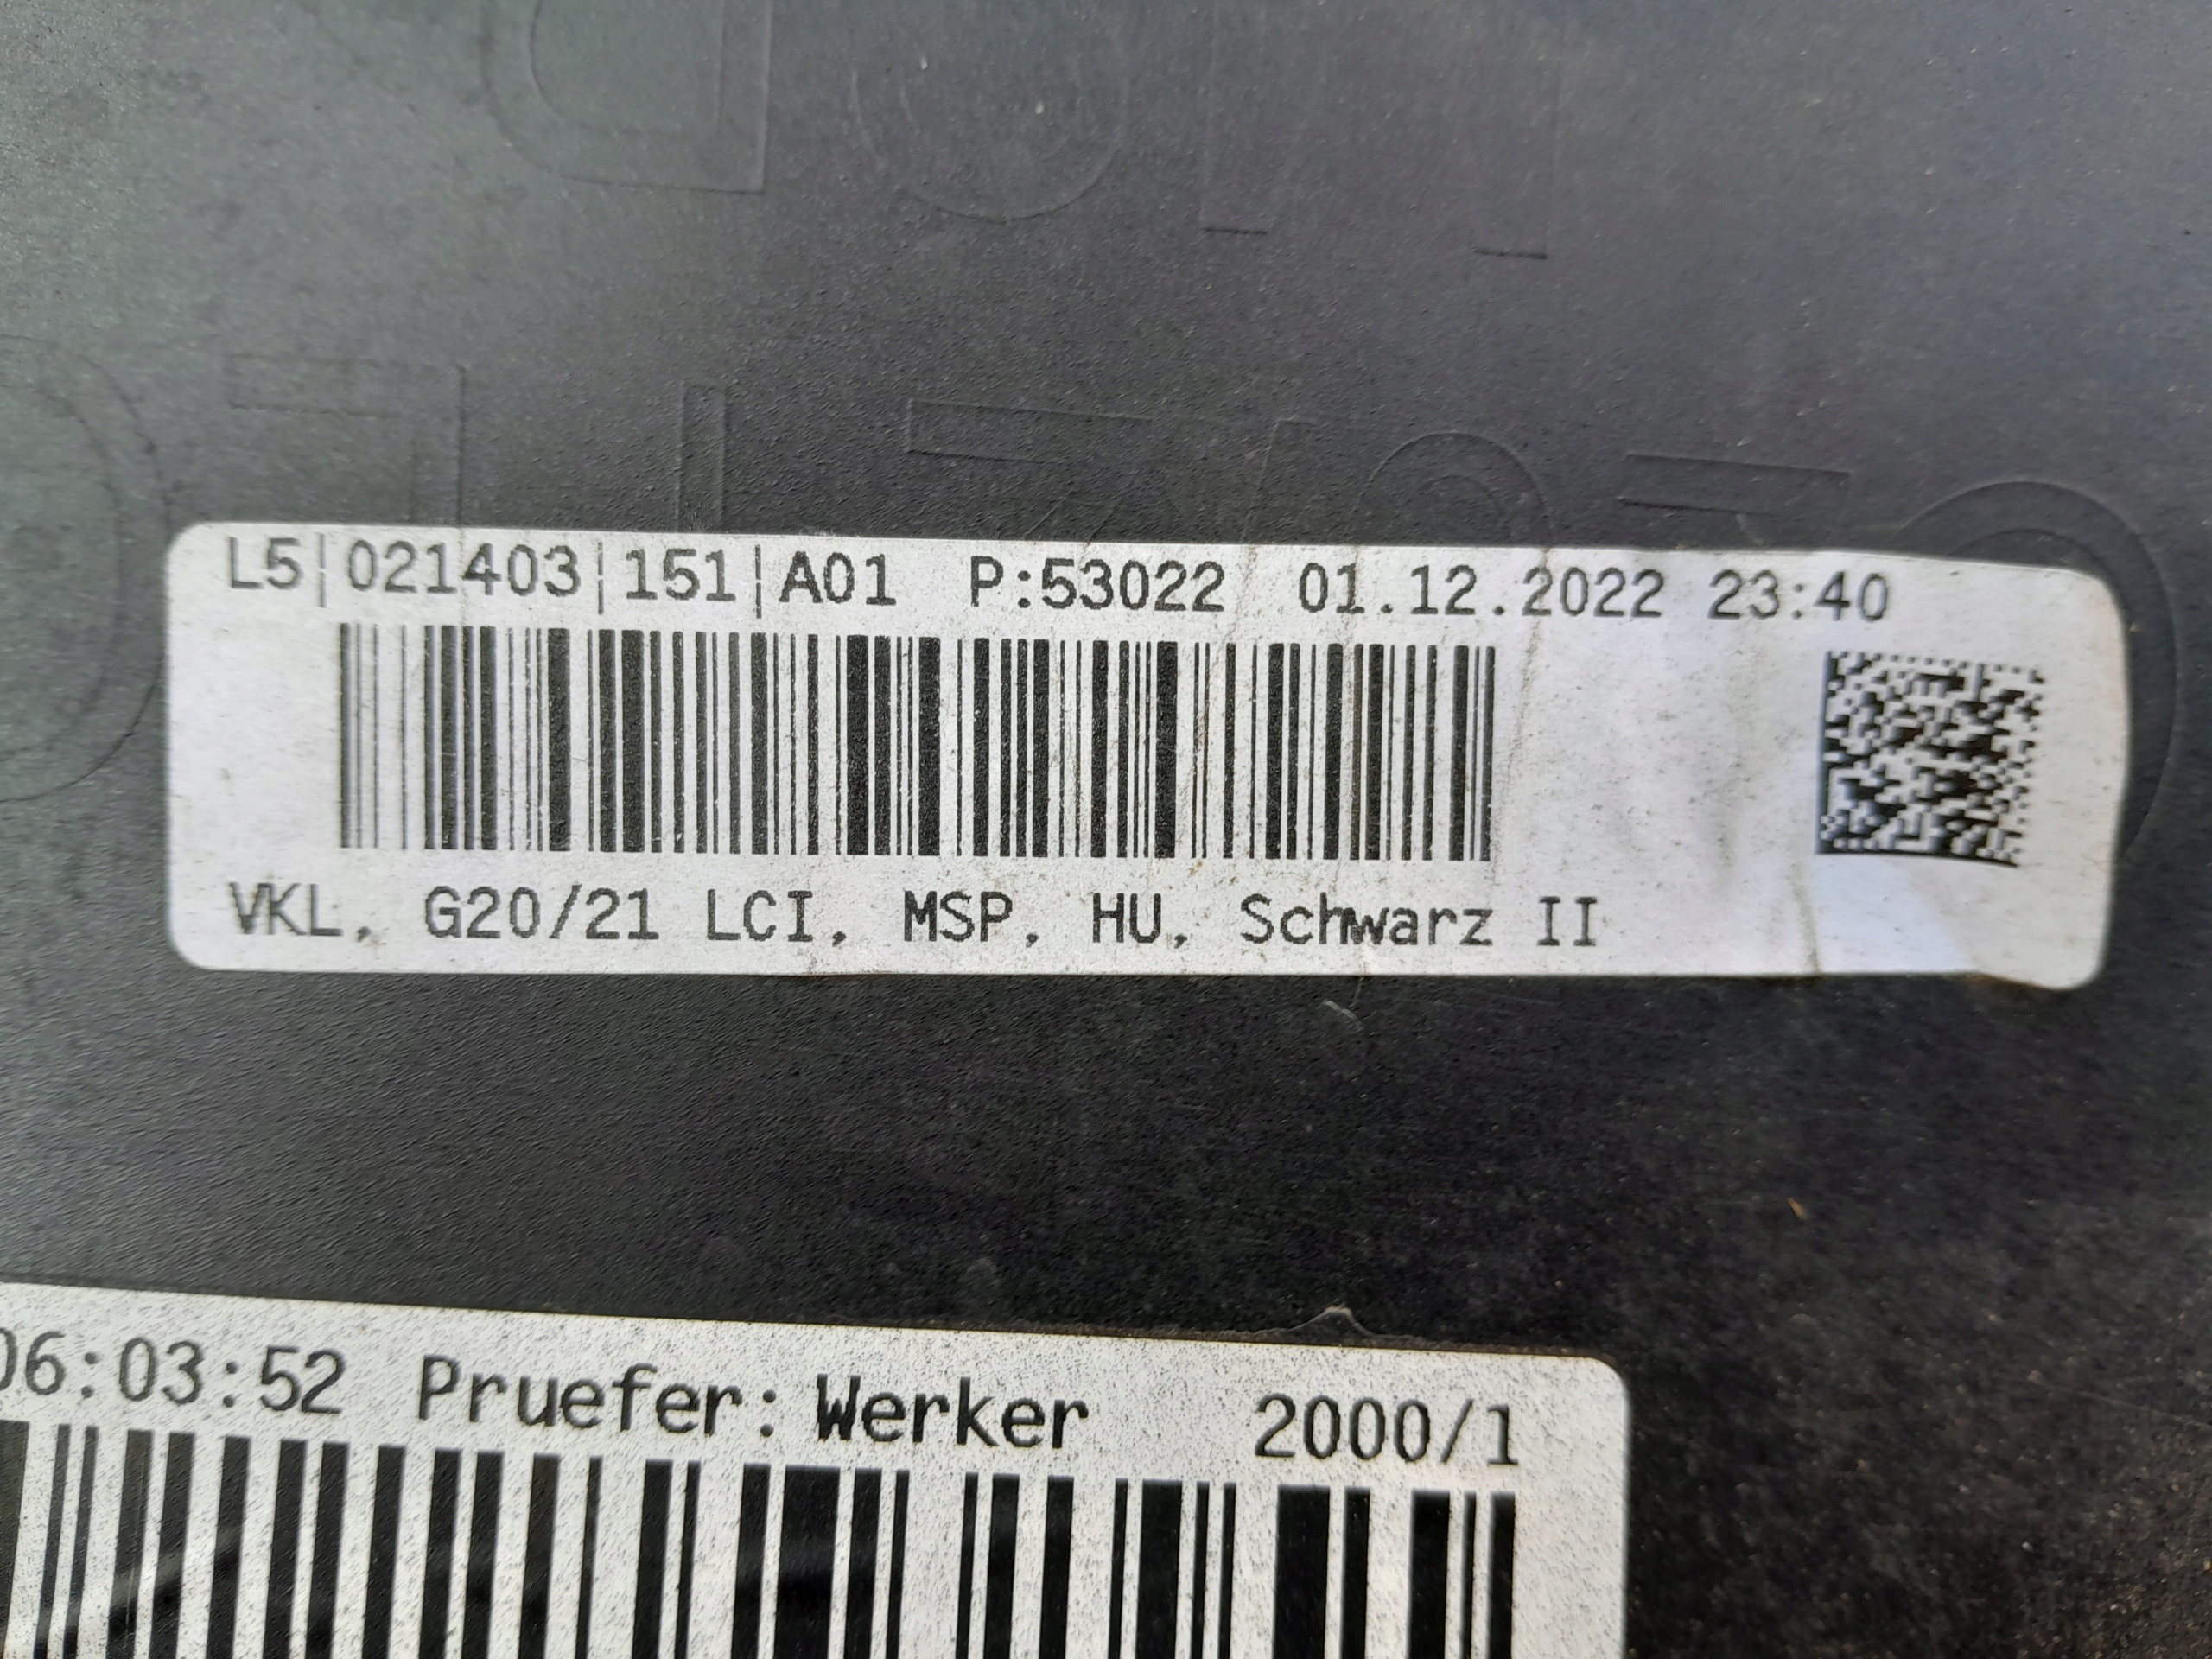 L5|021403|151|A01 P:53022 01.12.2022 23:40
VKL, G20/21 LCI, MSP, HU, Schwarz II
06:03:52 Pruefer: Werker 2000/1